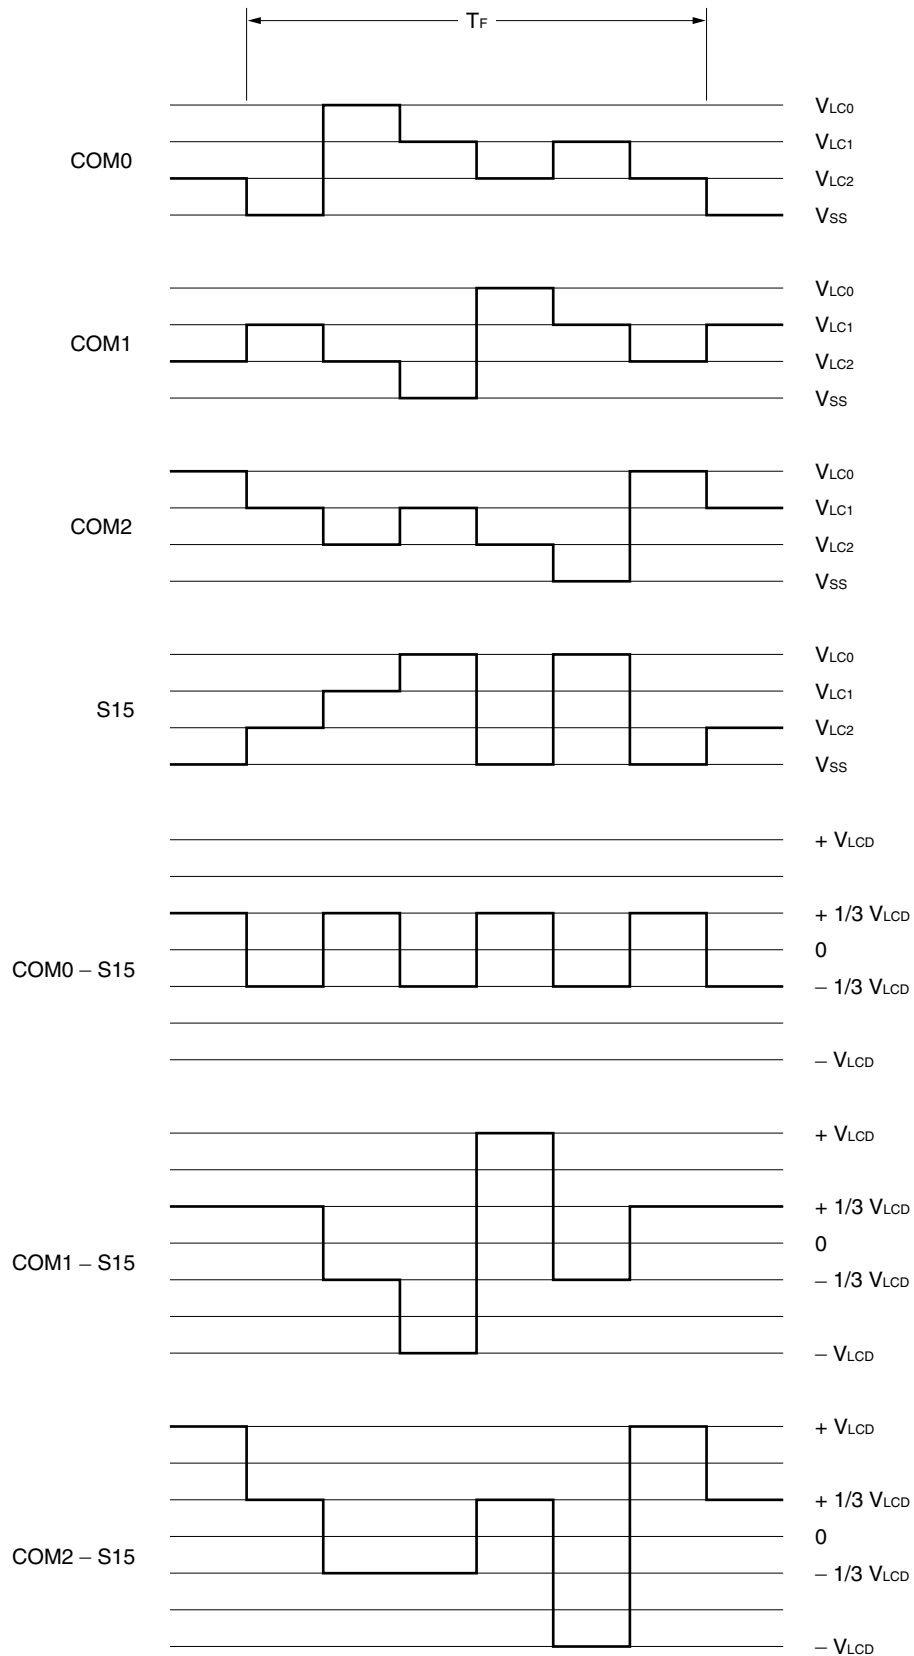 TF
VLC0
VLC1
COM0
VLC2
VSS
VLC0
VLC1
COM1
VLC2
VSS
VLC0
VLC1
COM2
VLC2
VSS
VLC0
VLC1
S15
VLC2
VSS
+ VLCD
+ 1/3 VLCD
0
COM0 – S15
– 1/3 VLCD
– VLCD
+ VLCD
+ 1/3 VLCD
0
COM1 – S15
– 1/3 VLCD
– VLCD
+ VLCD
+ 1/3 VLCD
0
COM2 – S15
– 1/3 VLCD
– VLCD